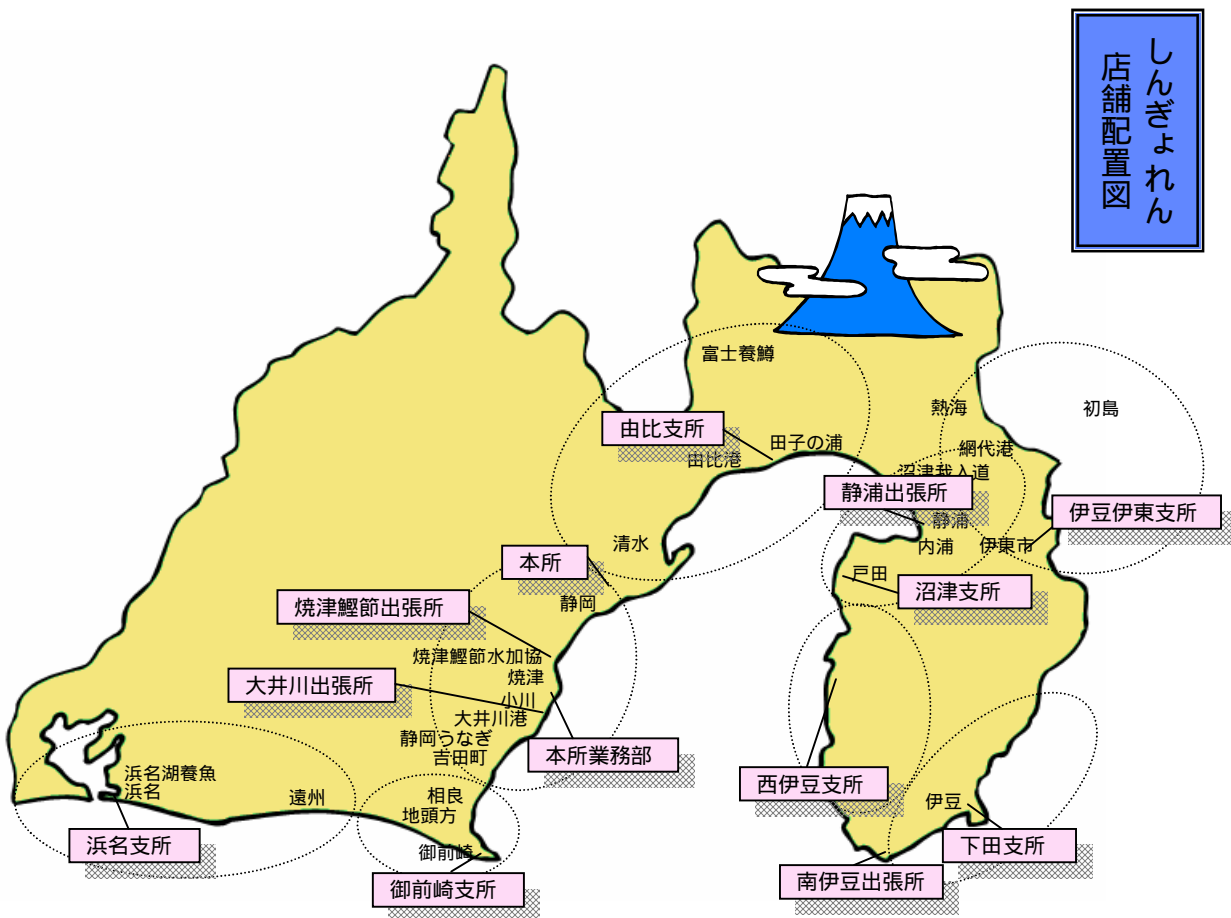 しんぎょれん
店舗配置図
富士養鱒
熱海
初島
由比支所
田子の浦
網代港
由比港
沼津我入道
静浦出張所
伊豆伊東支所
静浦
清水
内浦
伊東市
本所
戸田
沼津支所
静岡
焼津鰹節出張所
焼津鰹節水加協
焼津
大井川出張所
小川
大井川港
静岡うなぎ
吉田町
本所業務部
浜名湖養魚
浜名
遠州
相良
地頭方
西伊豆支所
伊豆
浜名支所
御前崎
下田支所
御前崎支所
南伊豆出張所